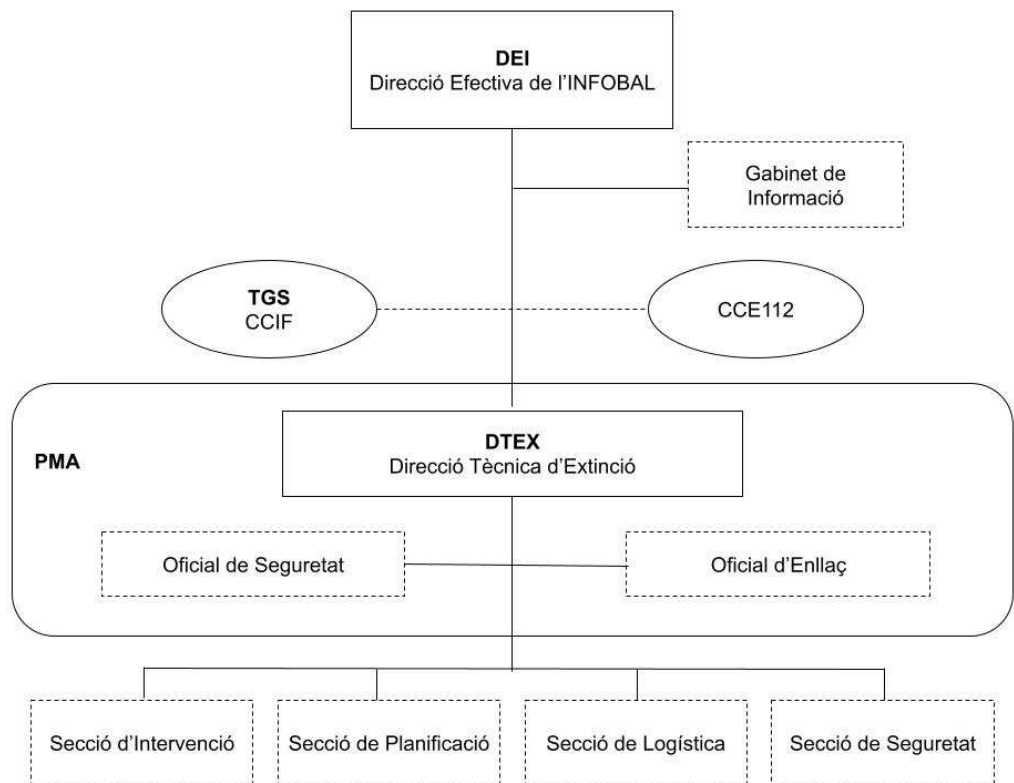 DEI
Direcció Efectiva de l’INFOBAL
Gabinet de
Informació
TGS
CCIF
CCE112
PMA
DTEX
Direcció Tècnica d’Extinció
Oficial de Seguretat
Oficial d’Enllaç
Secció d’Intervenció
Secció de Planificació
Secció de Logística
Secció de Seguretat